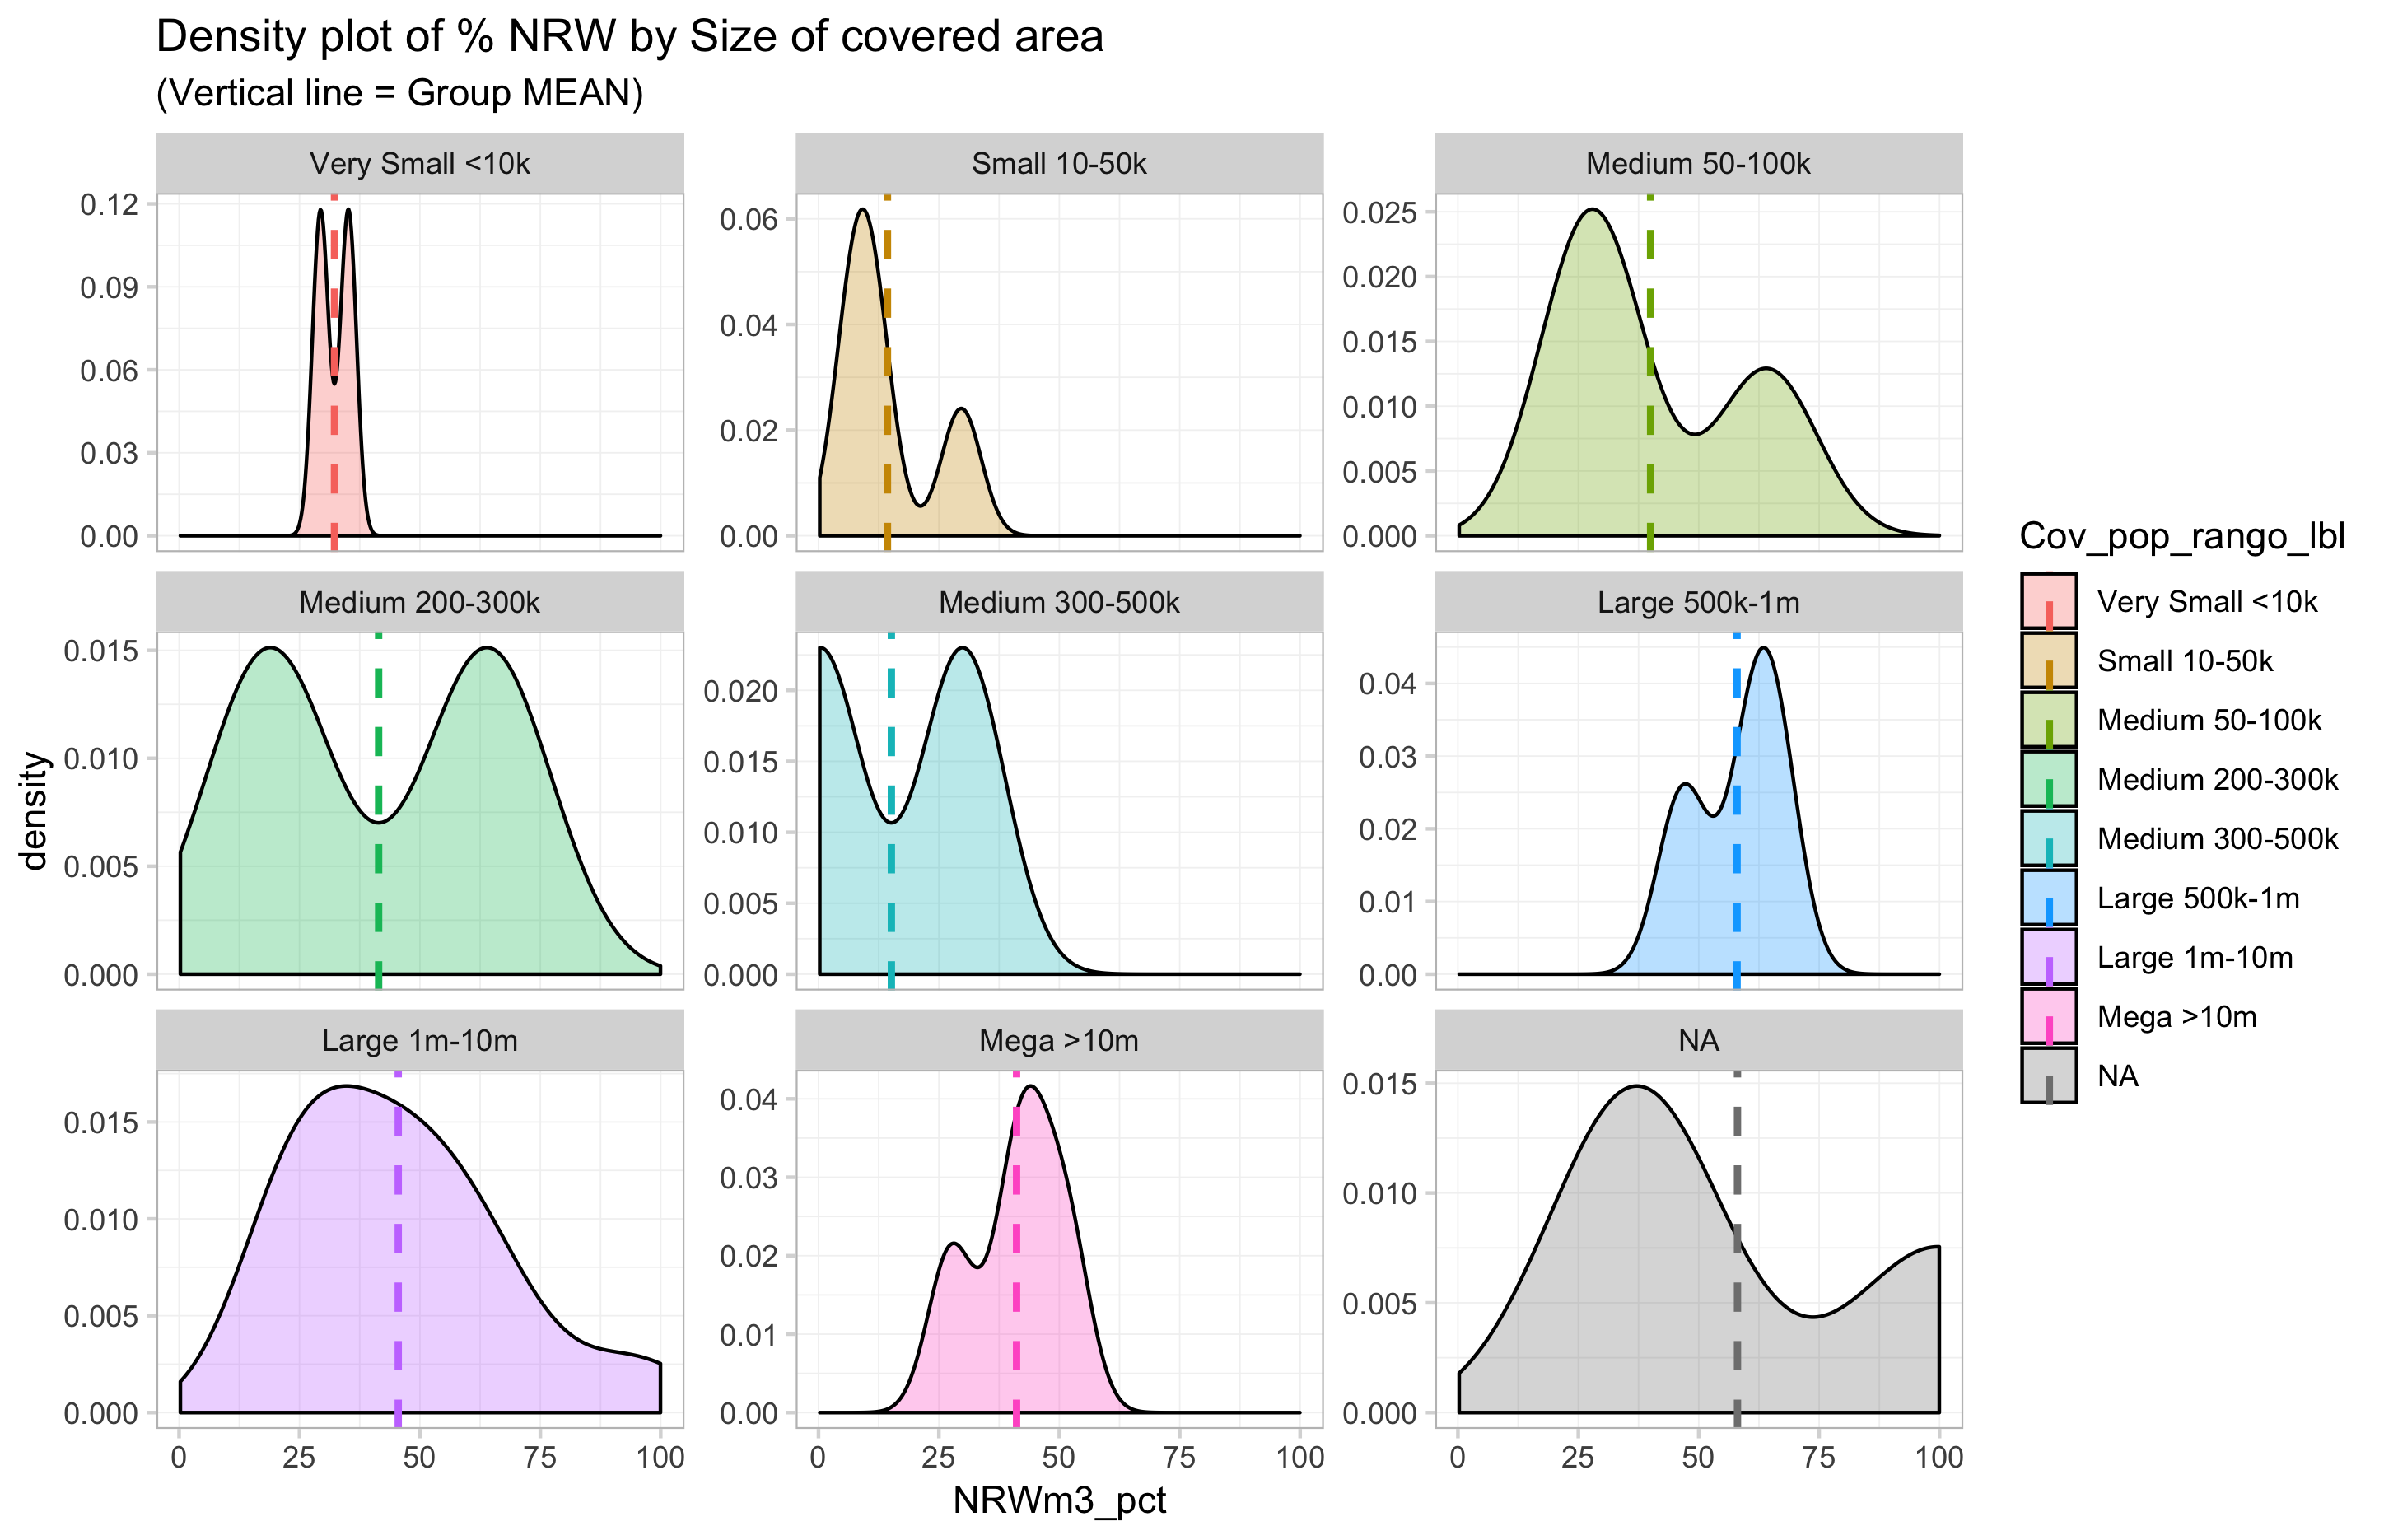 Density plot of % NRW by Size of covered area
(Vertical line = Group MEAN)
Very Small <10k
Small 10-50k
Medium 50-100k
0.12
0.09
0.06
0.03
0.00
0.06
0.04
0.02
0.00
0.025
0.020
0.015
0.010
0.005
0.000
Medium 200-300k
Medium 300-500k
Large 500k-1m
0.015
0.010
0.005
0.000
0.020
0.015
0.010
0.005
0.000
0.04
0.03
0.02
0.01
0.00
Large 1m-10m
Mega >10m
NA
0.015
0.010
0.005
0.000
0.04
0.03
0.02
0.01
0.00
0.015
0.010
0.005
0.000
0 25 50 75 100
0 25 50 75 100
0 25 50 75 100
NRWm3_pct
density
Cov_pop_rango_lbl
Very Small <10k
Small 10-50k
Medium 50-100k
Medium 200-300k
Medium 300-500k
Large 500k-1m
Large 1m-10m
Mega >10m
NA